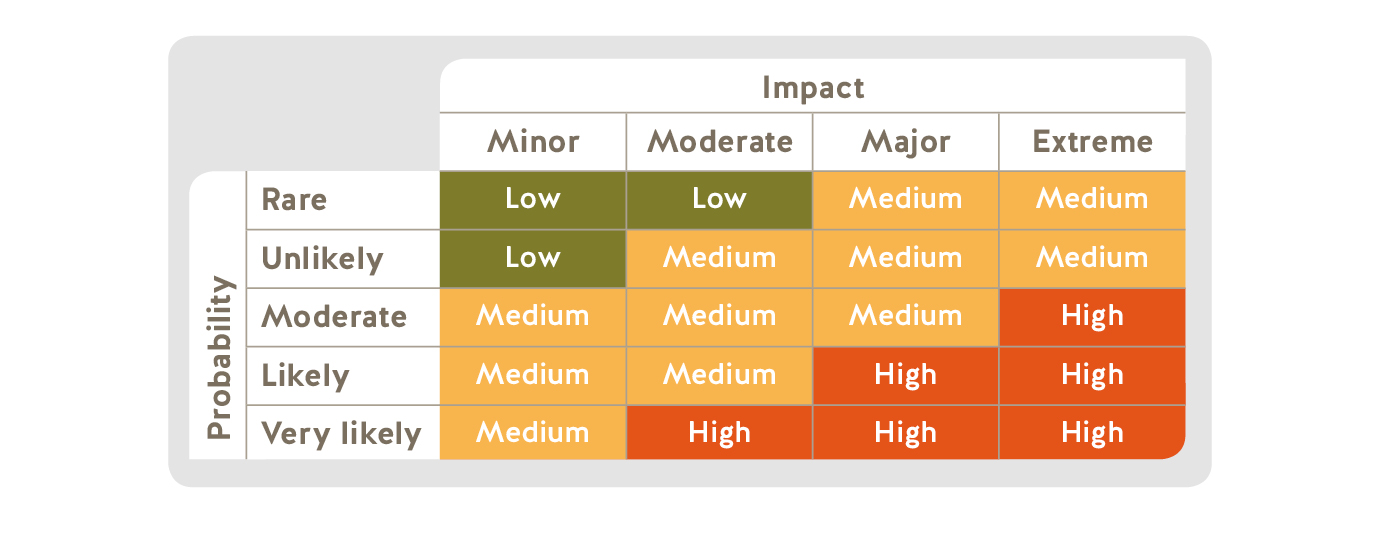 Impact
Minor Moderate Major Extreme
Probability
Rare Low Low Medium Medium
Unlikely Low Medium Medium Medium
Moderate Medium Medium Medium High
Likely Medium Medium High High
Very likely Medium High High High